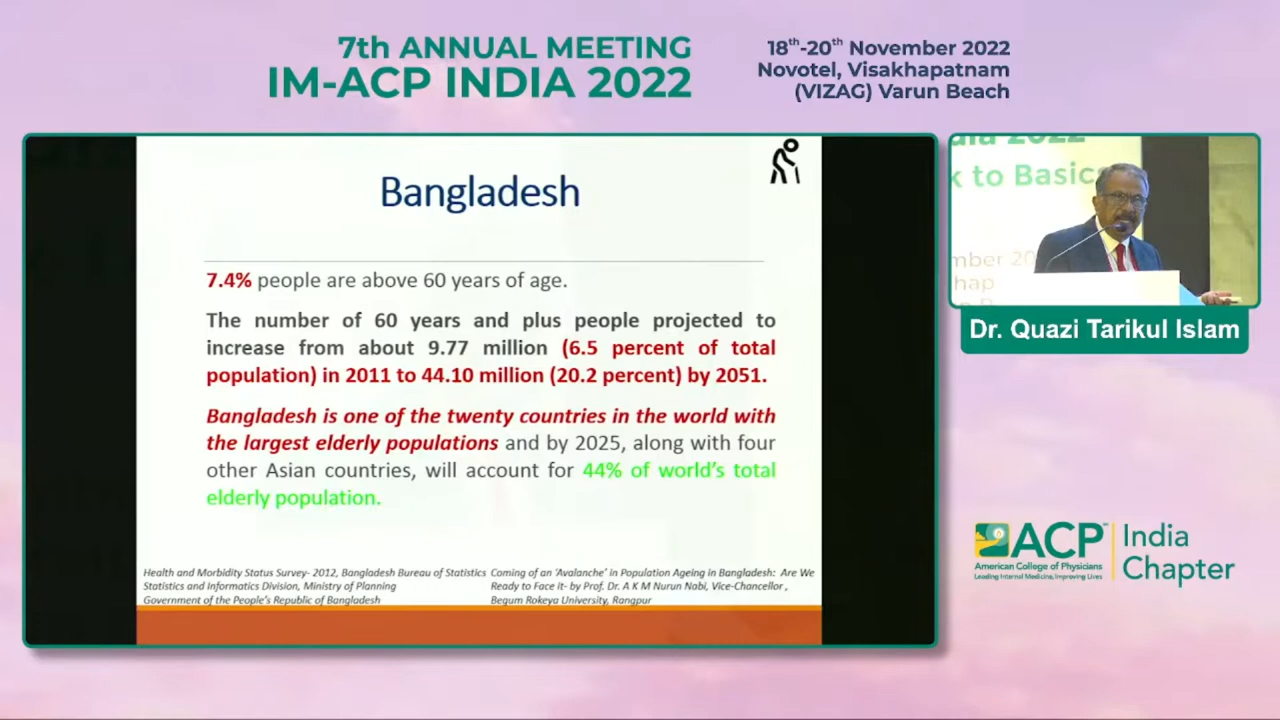 7th ANNUAL MEETING
IM-ACP INDIA 2022
18th-20th November 2022
Novotel, Visakhapatnam
(VIZAG) Varun Beach
Bangladesh
7.4% people are above 60 years of age.
The number of 60 years and plus people projected to
increase from about 9.77 million (6.5 percent of total
population) in 2011 to 44.10 million (20.2 percent) by 2051.
Bangladesh is one of the twenty countries in the world with
the largest elderly populations and by 2025, along with four
other Asian countries, will account for 44% of world's total
elderly population.
Health and Morbidity Status Survey- 2012, Bangladesh Bureau of Statistics
Statistics and Informatics Division, Ministry of Planning
Government of the People's Republic of Bangladesh
Coming of an 'Avalanche' in Population Ageing in Bangladesh: Are We
Ready to Face it- by Prof. Dr. A K M Nurun Nabi, Vice-Chancellor ,
Begum Rokeya University, Rangpur
2022
k to Basics
mber 20
hap
Dr. Quazi Tarikul Islam
ACP
American College of Physicians
Leading Internal Medicine, Improving Lives
India
Chapter